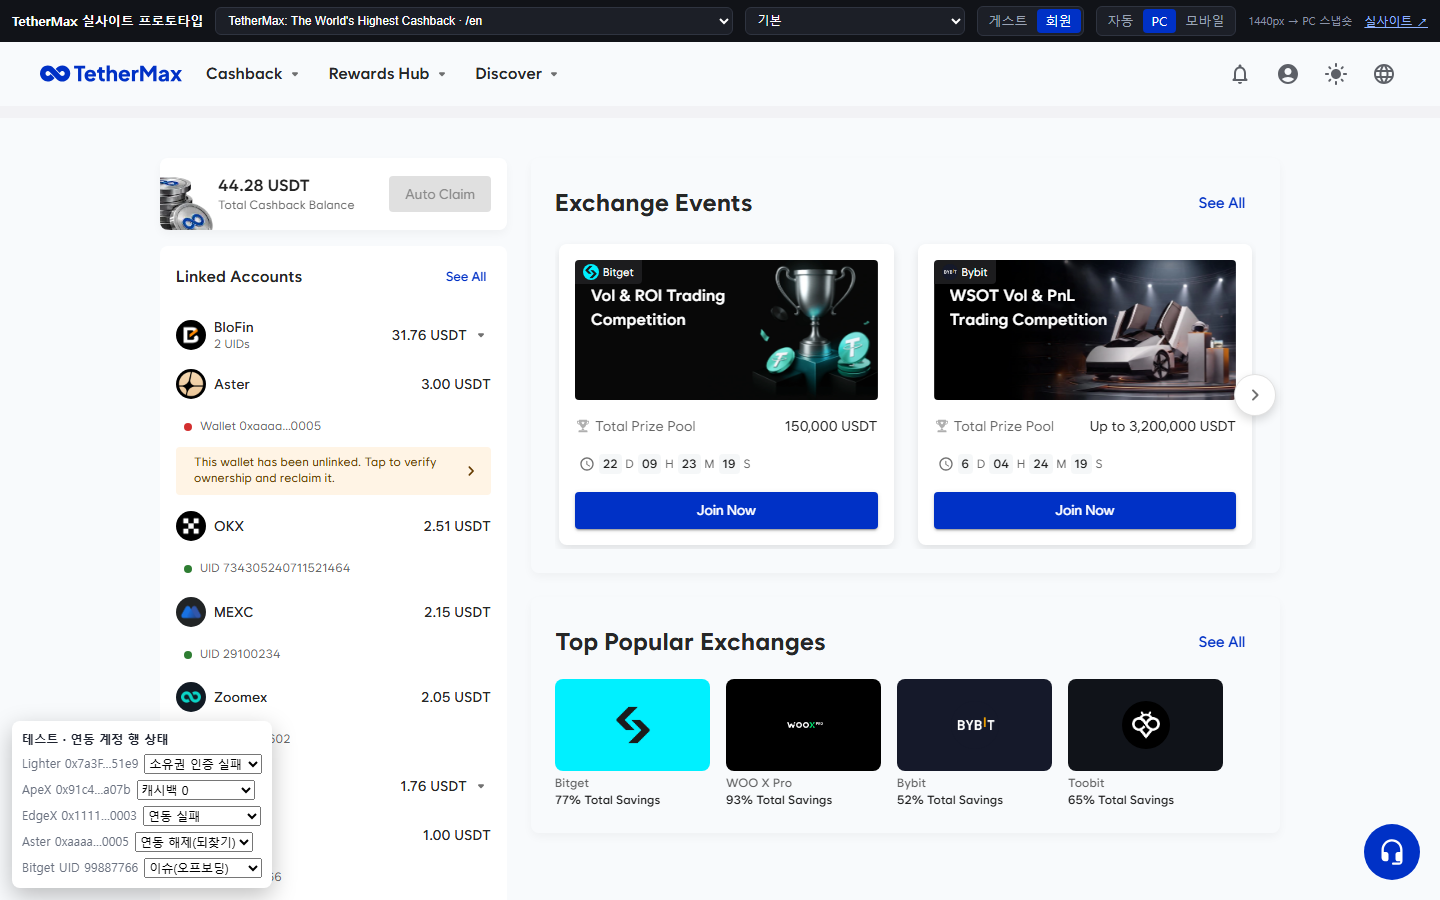 TetherMax 실사이트 프로토타입
TetherMax: The World's Highest Cashback · /en
기본
게스트 회원
자동 PC 모바일
1440px → PC 스냅숏
실사이트 ↗
TetherMax
Cashback
Rewards Hub
Discover
44.28 USDT
Total Cashback Balance
Auto Claim
Linked Accounts
See All
BloFin
2 UIDs
31.76 USDT
Aster
3.00 USDT
Wallet 0xaaaa...0005
This wallet has been unlinked. Tap to verify
ownership and reclaim it.
OKX
2.51 USDT
UID 734305240711521464
MEXC
2.15 USDT
UID 29100234
Zoomex
2.05 USDT
602
1.76 USDT
1.00 USDT
66
테스트 · 연동 계정 행 상태
Lighter 0x7a3F...51e9 소유권 인증 실패
ApeX 0x91c4...a07b 캐시백 0
EdgeX 0x1111...0003 연동 실패
Aster 0xaaaa...0005 연동 해제(되찾기)
Bitget UID 99887766 이슈(오프보딩)
Exchange Events
See All
Bitget
Vol & ROI Trading
Competition
Total Prize Pool
150,000 USDT
22 D 09 H 23 M 19 S
Join Now
BYBIT Bybit
WSOT Vol & PnL
Trading Competition
Total Prize Pool
Up to 3,200,000 USDT
6 D 04 H 24 M 19 S
Join Now
Top Popular Exchanges
See All
Bitget
77% Total Savings
WOO X PRO
WOO X Pro
93% Total Savings
BYBIT
Bybit
52% Total Savings
Toobit
65% Total Savings